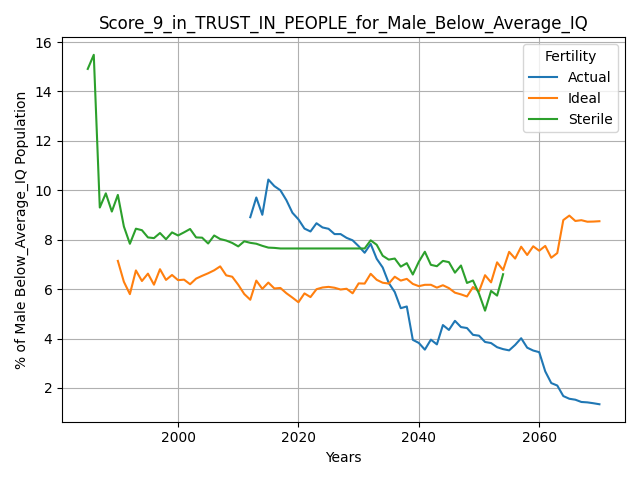 Score_9_in_TRUST_IN_PEOPLE_for_Male_Below_Average_IQ
% of Male Below_Average_IQ Population
16
14
12
10
8
6
4
2
Fertility
Actual
Ideal
Sterile
2000 2020 2040 2060
Years